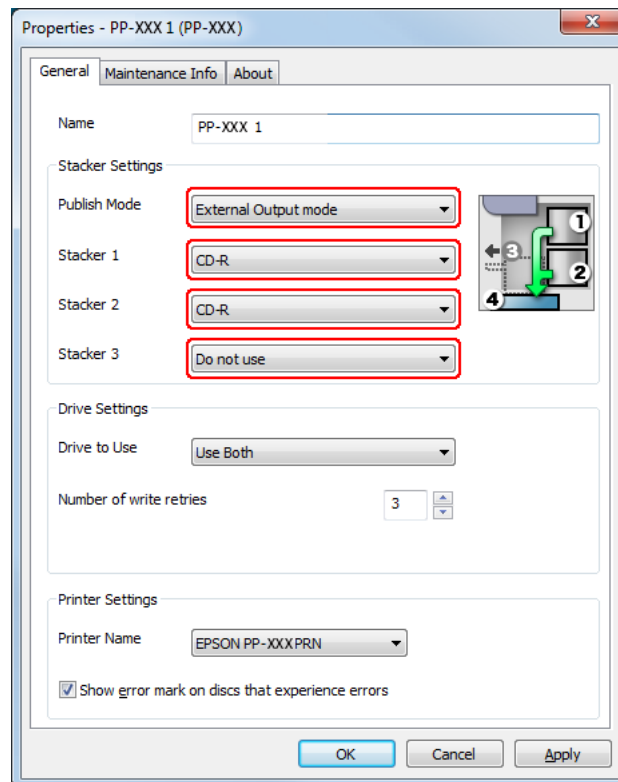 Properties - PP-XXX 1 (PP-XXX)
General Maintenance Info About
Name PP-XXX 1
Stacker Settings
Publish Mode External Output mode
Stacker 1 CD-R
Stacker 2 CD-R
Stacker 3 Do not use
1
3
2
4
Drive Settings
Drive to Use Use Both
Number of write retries 3
Printer Settings
Printer Name EPSON PP-XXXPRN
Show error mark on discs that experience errors
OK Cancel Apply